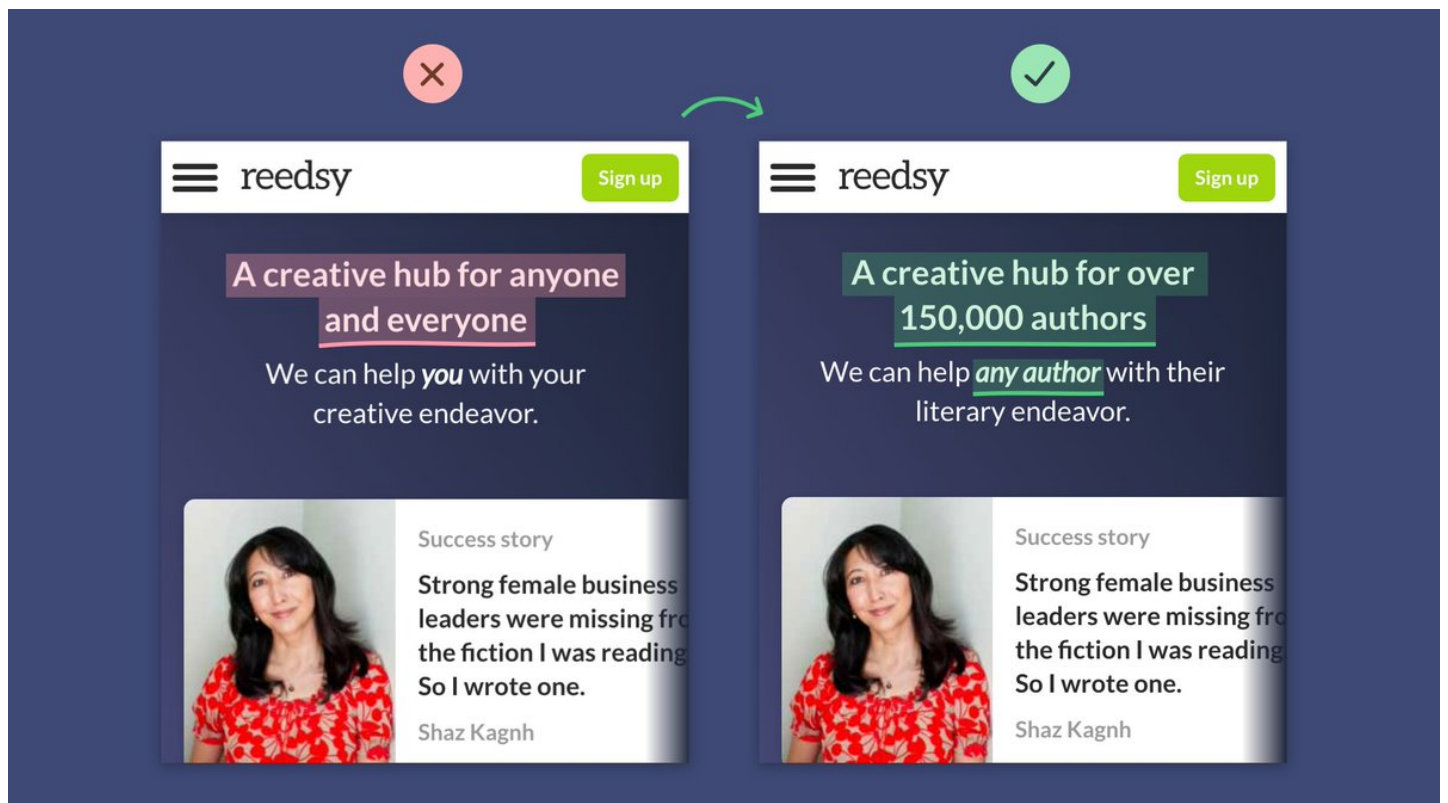 reedsy
Sign up
A creative hub for anyone
and everyone
We can help you with your
creative endeavor.
Success story
Strong female business
leaders were missing fro
the fiction I was reading
So I wrote one.
Shaz Kagnh
reedsy
Sign up
A creative hub for over
150,000 authors
We can help any author with their
literary endeavor.
Success story
Strong female business
leaders were missing fro
the fiction I was reading
So I wrote one.
Shaz Kagnh